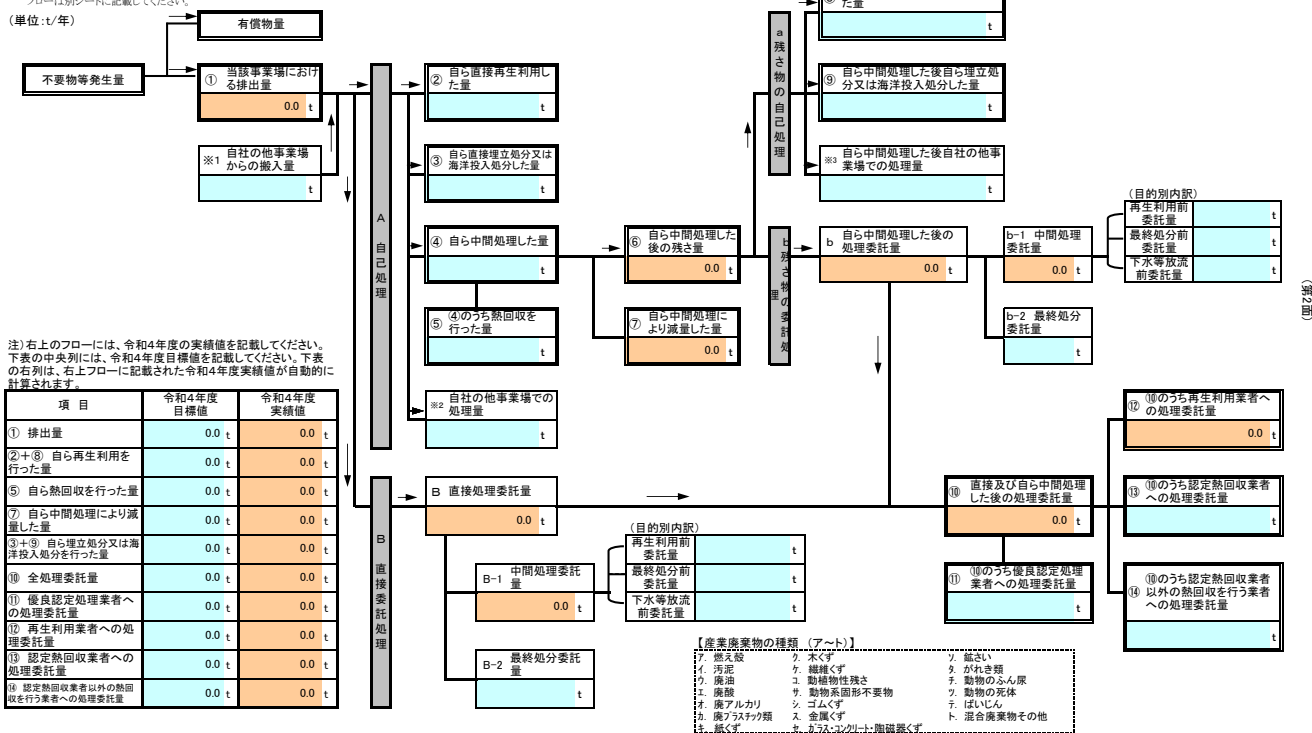 フローは別シートに記載してください。
(単位:t/年)
有償物量
不要物等発生量
① 当該事業場におけ
る排出量
0.0 t
※1 自社の他事業場
からの搬入量
t
A 自己処理
② 自ら直接再生利用し
た量
t
③ 自ら直接埋立処分又は
海洋投入処分した量
t
④ 自ら中間処理した量
t
⑤ ④のうち熱回収を
行った量
t
※2 自社の他事業場での
処理量
t
⑥ 自ら中間処理した
後の残さ量
0.0 t
⑦ 自ら中間処理に
より減量した量
0.0 t
a 残さ物の自己処理
た量
t
⑨ 自ら中間処理した後自ら埋立処
分又は海洋投入処分した量
t
※3 自ら中間処理した後自社の他事
業場での処理量
t
b 残さ物の委託処理
b 自ら中間処理した後の
処理委託量
0.0 t
b-1 中間処理
委託量
0.0 t
b-2 最終処分
委託量
t
(目的別内訳)
再生利用前
委託量
t
最終処分前
委託量
t
下水等放流
前委託量
t
(第2面)
注)右上のフローには、令和4年度の実績値を記載してください。
下表の中央列には、令和4年度目標値を記載してください。下表
の右列は、右上フローに記載された令和4年度実績値が自動的に
計算されます。
項 目 令和4年度
目標値 令和4年度
実績値
① 排出量 0.0 t 0.0 t
②+⑧ 自ら再生利用を
行った量 0.0 t 0.0 t
⑤ 自ら熱回収を行った量 0.0 t 0.0 t
⑦ 自ら中間処理により減
量した量 0.0 t 0.0 t
③+⑨ 自ら埋立処分又は海
洋投入処分を行った量 0.0 t 0.0 t
⑩ 全処理委託量 0.0 t 0.0 t
⑪ 優良認定処理業者へ
の処理委託量 0.0 t 0.0 t
⑫ 再生利用業者への処
理委託量 0.0 t 0.0 t
⑬ 認定熱回収業者への
処理委託量 0.0 t 0.0 t
⑭ 認定熱回収業者以外の熱回
収を行う業者への処理委託量 0.0 t 0.0 t
B 直接委託処理
B 直接処理委託量
0.0 t
B-1 中間処理委託
量
0.0 t
B-2 最終処分委託
量
t
(目的別内訳)
再生利用前
委託量
t
最終処分前
委託量
t
下水等放流
前委託量
t
⑩ 直接及び自ら中間処理
した後の処理委託量
0.0 t
⑪ ⑩のうち優良認定処理
業者への処理委託量
t
⑫ ⑩のうち再生利用業者へ
の処理委託量
0.0 t
⑬ ⑩のうち認定熱回収業者
への処理委託量
t
⑭ ⑩のうち認定熱回収業者
以外の熱回収を行う業者
への処理委託量
t
【産業廃棄物の種類 (ア~ト)】
ア. 燃え殻 ク. 木くず ソ. 鉱さい
イ. 汚泥 ケ. 繊維くず タ. がれき類
ウ. 廃油 コ. 動植物性残さ チ. 動物のふん尿
エ. 廃酸 サ. 動物系固形不要物 ツ. 動物の死体
オ. 廃アルカリ シ. ゴムくず テ. ばいじん
カ. 廃プラスチック類 ス. 金属くず ト. 混合廃棄物その他
キ. 紙くず セ. ガラス・コンクリート・陶磁器くず